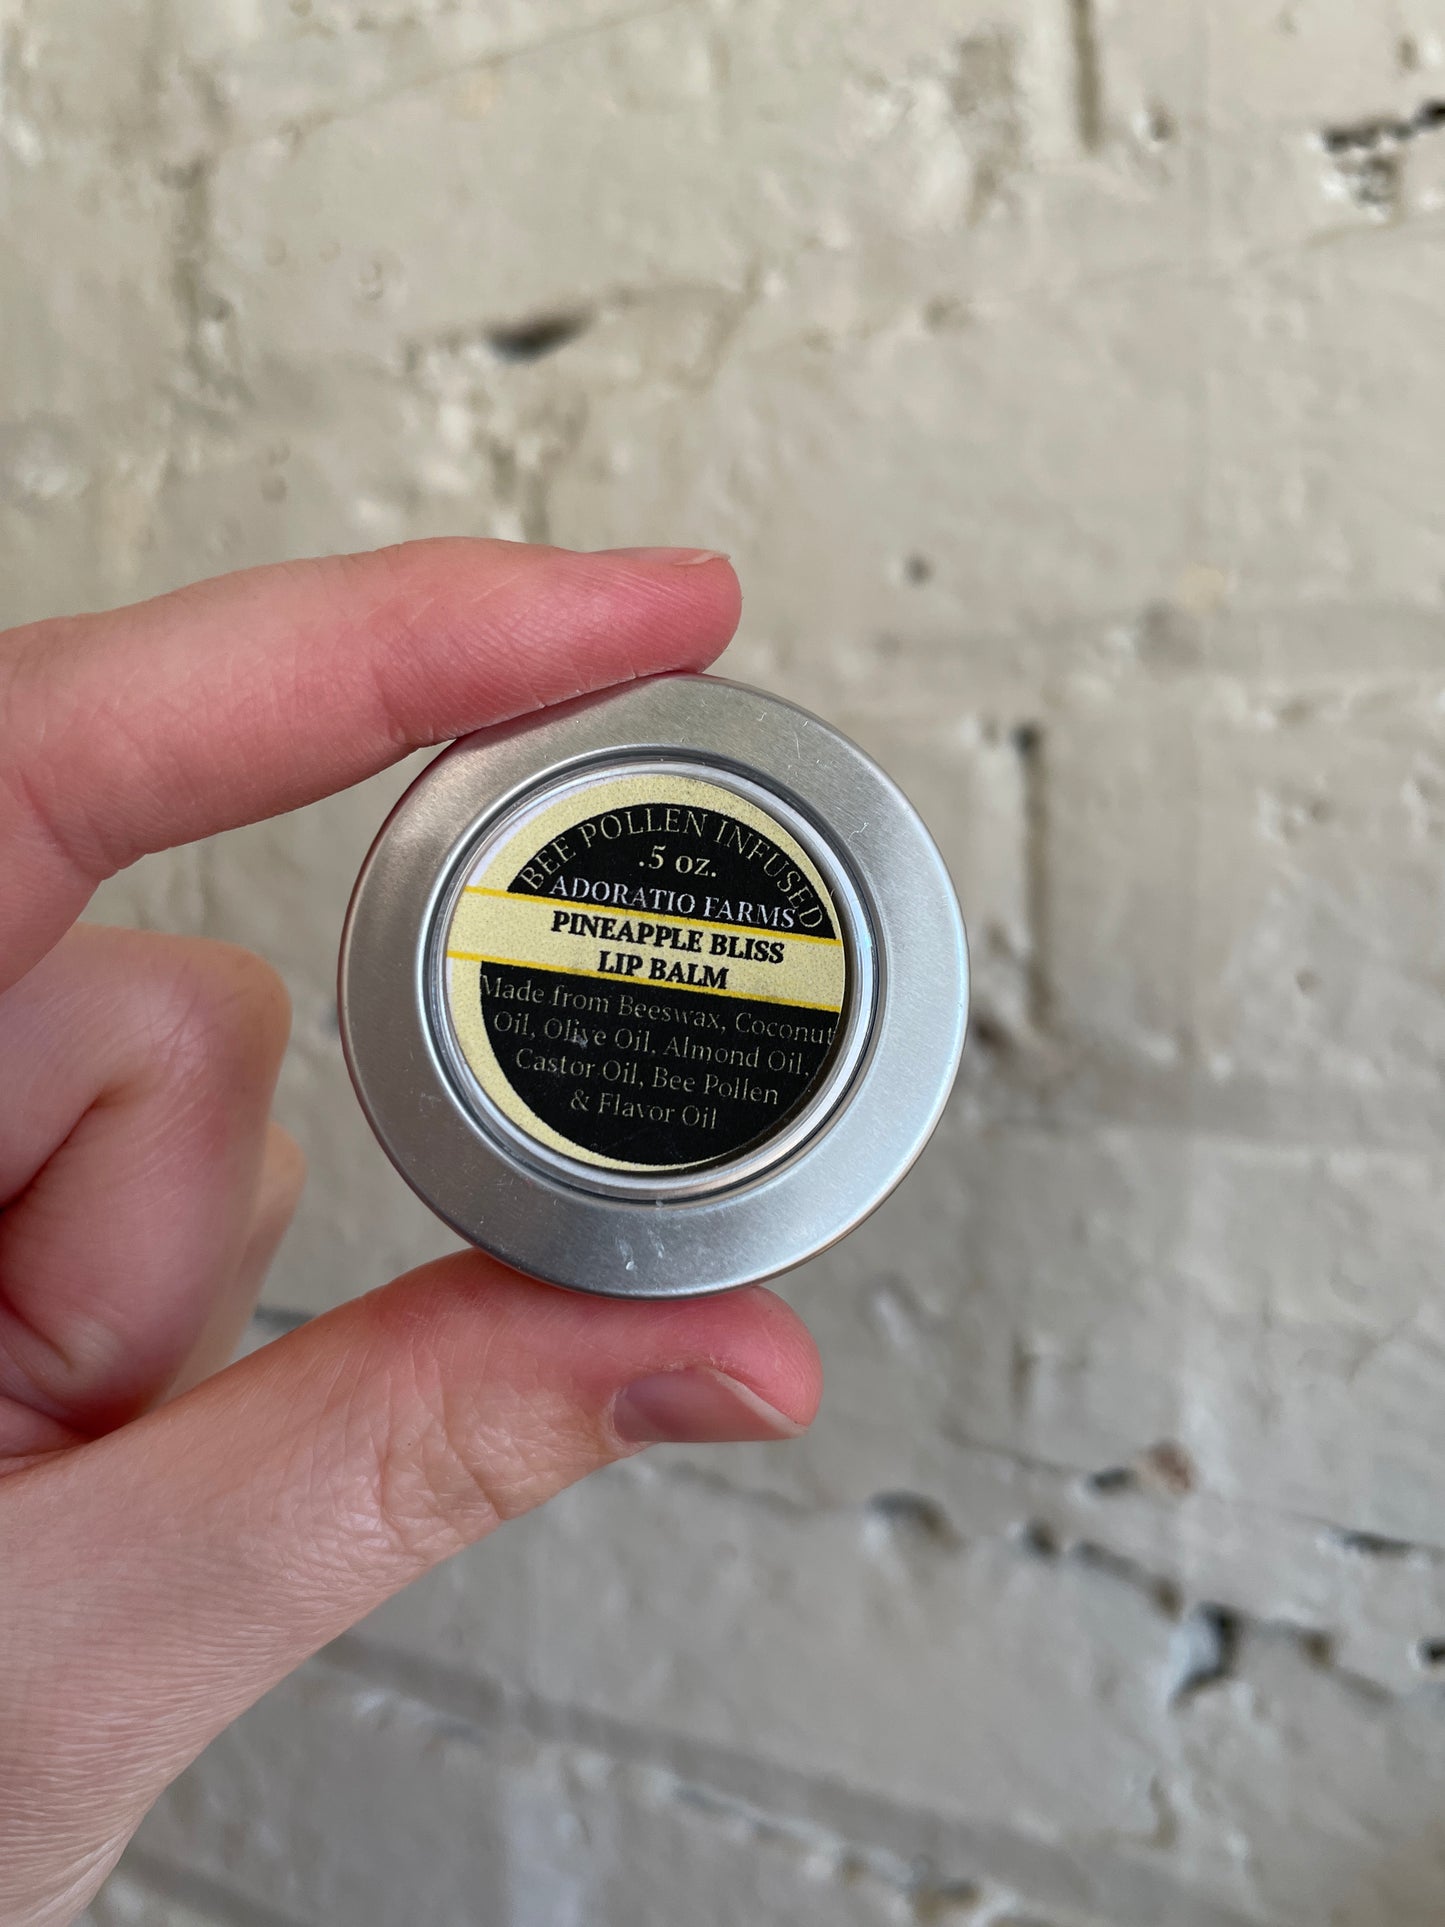 BEE POLLEN INFUSED
.5 oz.
ADORATIO FARMS
PINEAPPLE BLISS
LIP BALM
Made from Beeswax, Coconut
Oil, Olive Oil, Almond Oil,
Castor Oil, Bee Pollen
& Flavor Oil